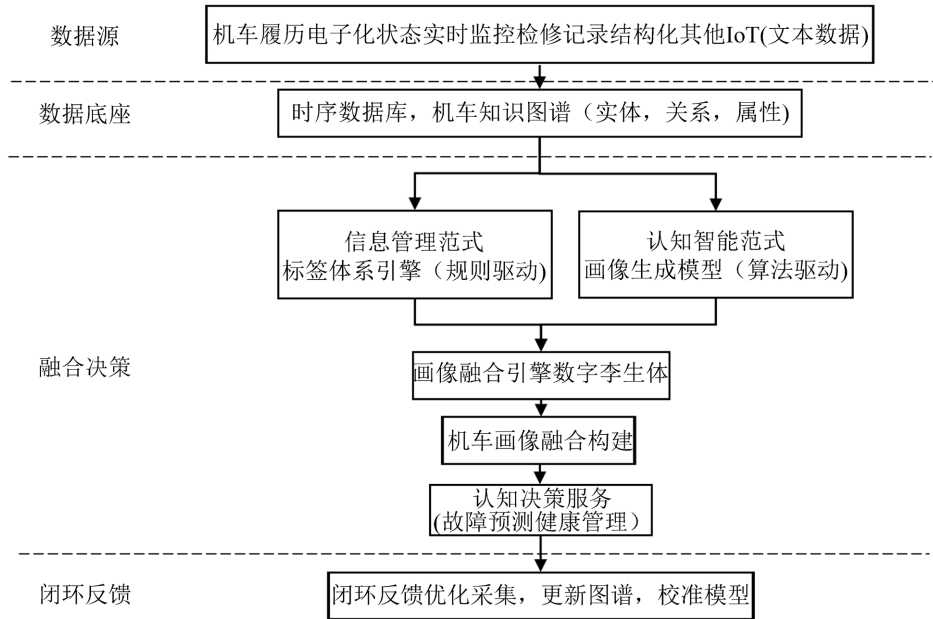 数据源
机车履历电子化状态实时监控检修记录结构化其他IoT(文本数据)
数据底座
时序数据库，机车知识图谱（实体，关系，属性)
信息管理范式
标签体系引擎（规则驱动)
认知智能范式
画像生成模型（算法驱动)
融合决策
画像融合引擎数字李生体
机车画像融合构建
认知决策服务
(故障预测健康管理）
闭环反馈
闭环反馈优化采集，更新图谱，校准模型